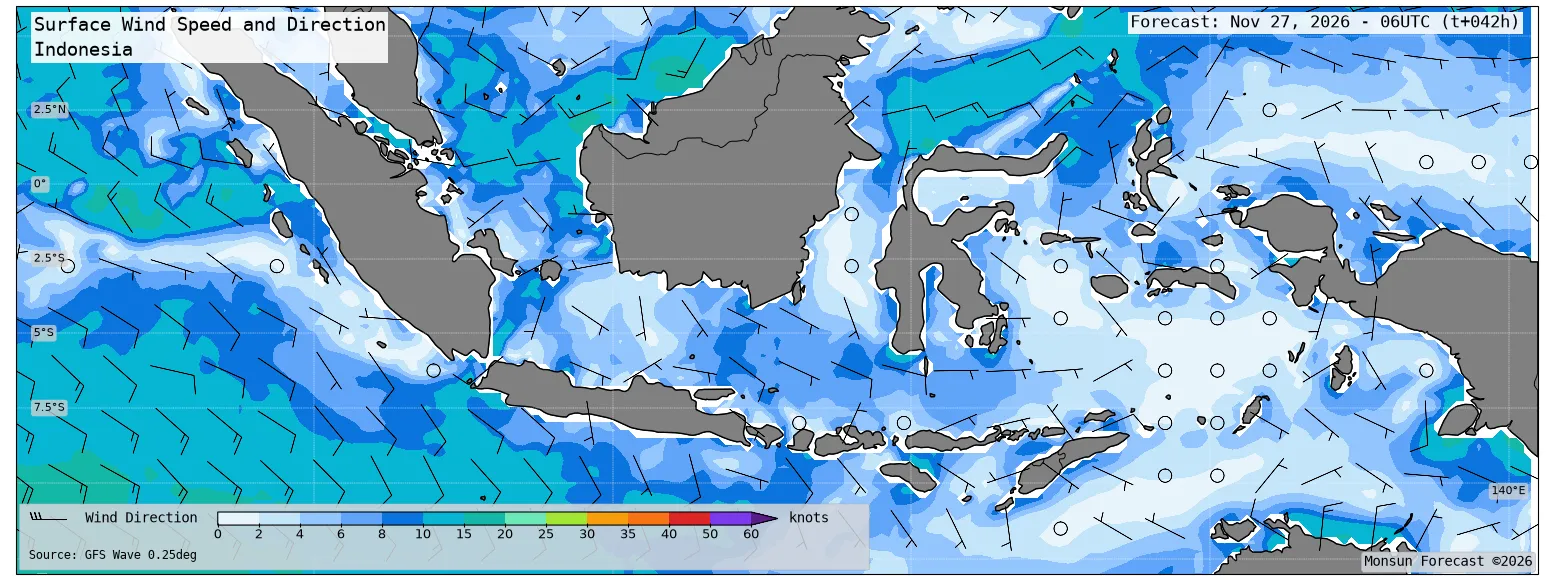 Surface Wind Speed and Direction
Indonesia
Forecast: Nov 27, 2026 - 06UTC (t+042h)
2.5°N
0°
2.5°S
5°S
7.5°S
140°E
Wind Direction
0 2 4 6 8 10 15 20 25 30 35 40 50 60
knots
Source: GFS Wave 0.25deg
Monsun Forecast ©2026